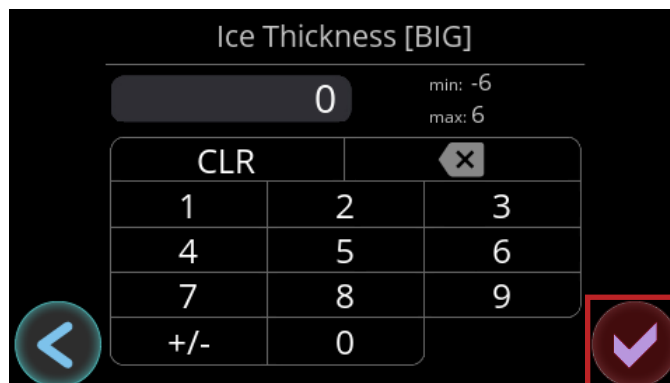 Ice Thickness [BIG]
0
min: -6
max: 6
CLR
1 2 3
4 5 6
7 8 9
+/- 0